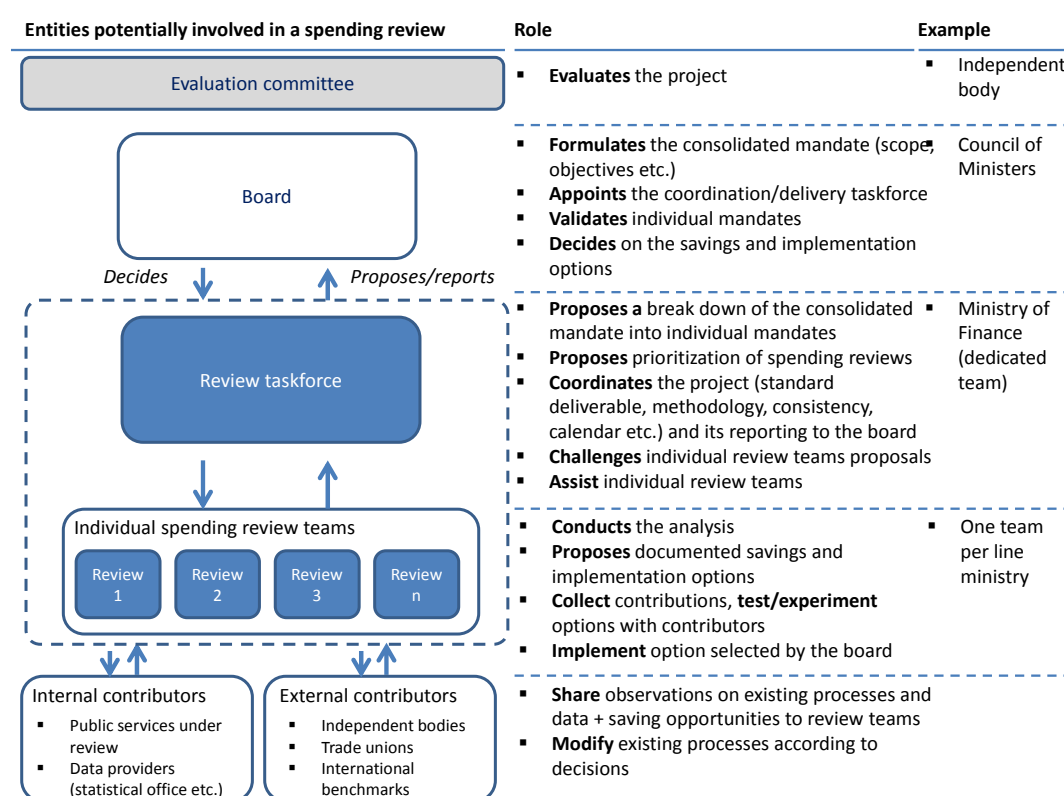 Entities potentially involved in a spending review
Role
Example
Evaluation committee
▪ Evaluates the project
▪ Independent
body
Board
▪ Formulates the consolidated mandate (scope,
objectives etc.)
▪ Appoints the coordination/delivery taskforce
▪ Validates individual mandates
▪ Decides on the savings and implementation
options
▪ Council of
Ministers
Decides
Proposes/reports
Review taskforce
▪ Proposes a break down of the consolidated
mandate into individual mandates
▪ Proposes prioritization of spending reviews
▪ Coordinates the project (standard
deliverable, methodology, consistency,
calendar etc.) and its reporting to the board
▪ Challenges individual review teams proposals
▪ Assist individual review teams
▪ Ministry of
Finance
(dedicated
team)
Individual spending review teams
Review
1
Review
2
Review
3
Review
n
▪ Conducts the analysis
▪ Proposes documented savings and
implementation options
▪ Collect contributions, test/experiment
options with contributors
▪ Implement option selected by the board
▪ One team
per line
ministry
Internal contributors
▪ Public services under
review
▪ Data providers
(statistical office etc.)
External contributors
▪ Independent bodies
▪ Trade unions
▪ International
benchmarks
▪ Share observations on existing processes and
data + saving opportunities to review teams
▪ Modify existing processes according to
decisions